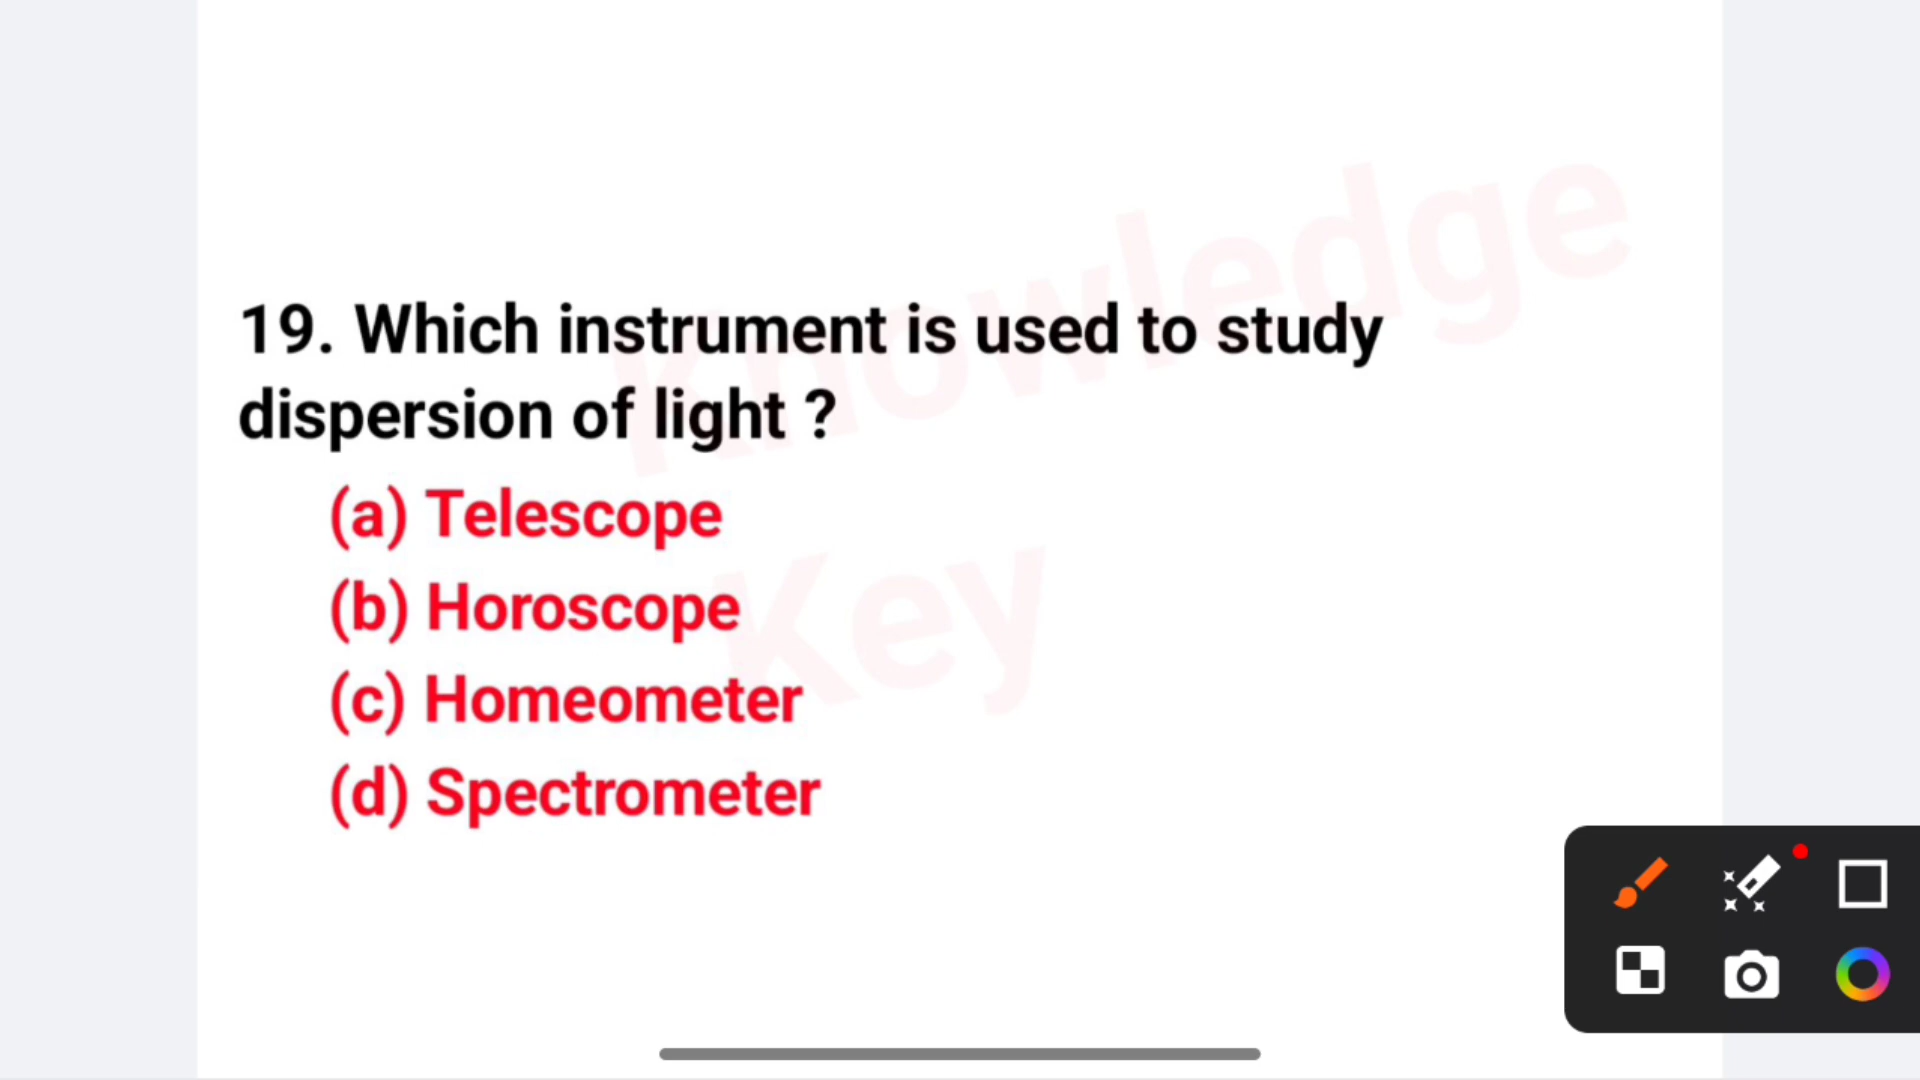 19. Which instrument is used to study
dispersion of light ?
(a) Telescope
(b) Horoscope
(c) Homeometer
(d) Spectrometer
Knowledge
Key